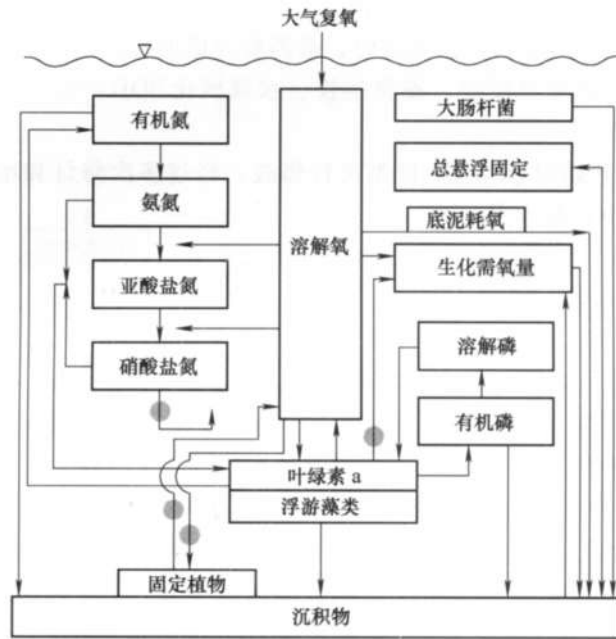 大气复氧
有机氮
氨氮
亚酸盐氮
硝酸盐氮
溶解氧
大肠杆菌
总悬浮固定
底泥耗氧
生化需氧量
溶解磷
有机磷
叶绿素 a
浮游藻类
固定植物
沉积物